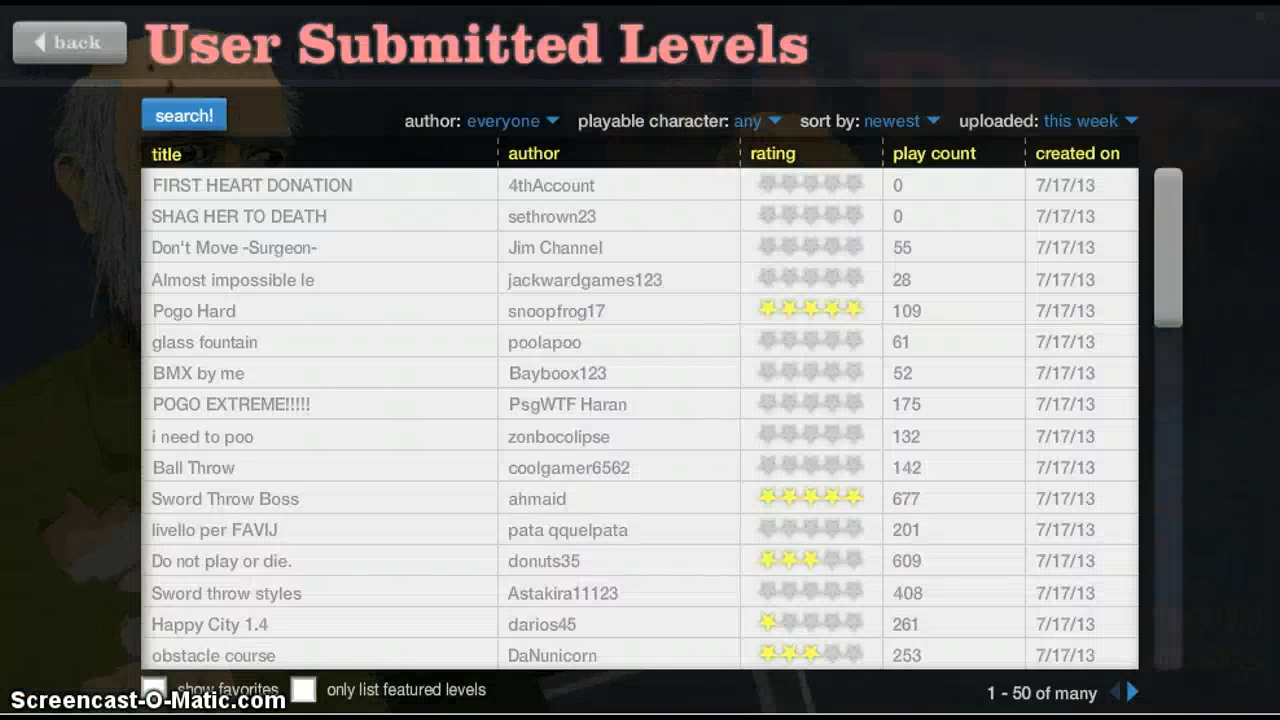 back User Submitted Levels
search! author: everyone playable character: any sort by: newest uploaded: this week
title author rating play count created on
FIRST HEART DONATION 4thAccount 0 7/17/13
SHAG HER TO DEATH sethrown23 0 7/17/13
Don't Move -Surgeon- Jim Channel 55 7/17/13
Almost impossible le jackwardgames123 28 7/17/13
Pogo Hard snoopfrog17 109 7/17/13
glass fountain poolapoo 61 7/17/13
BMX by me Bayboox123 52 7/17/13
POGO EXTREME!!!!! PsgWTF Haran 175 7/17/13
i need to poo zonbocolipse 132 7/17/13
Ball Throw coolgamer6562 142 7/17/13
Sword Throw Boss ahmaid 677 7/17/13
livello per FAVIJ pata qquelpata 201 7/17/13
Do not play or die. donuts35 609 7/17/13
Sword throw styles Astakira11123 408 7/17/13
Happy City 1.4 darios45 261 7/17/13
obstacle course DaNunicorn 253 7/17/13
show favorites only list featured levels 1 - 50 of many
Screencast-O-Matic.com